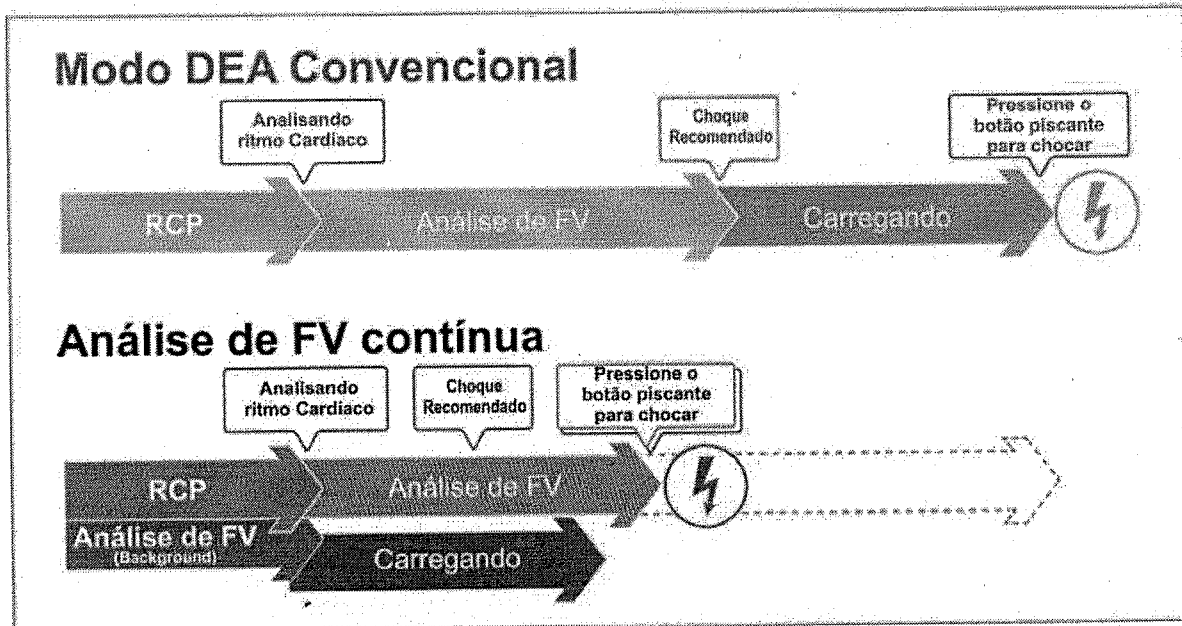 Modo DEA Convencional
Analisando
ritmo Cardiaco
Choque
Recomendado
Pressione o
botão piscante
para chocar
RCP
Análise de FV
Carregando
Análise de FV contínua
Analisando
ritmo Cardiaco
Choque
Recomendado
Pressione o
botão piscante
para chocar
RCP
Análise de FV
Análise de FV
(Background)
Carregando